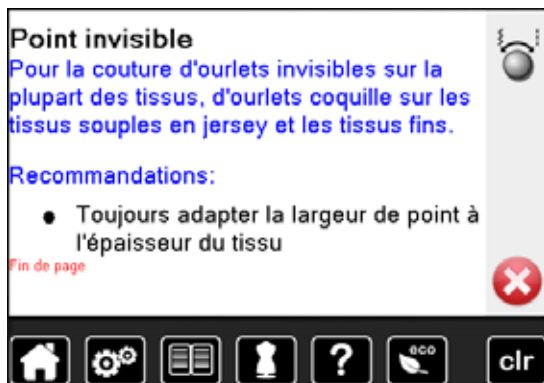 Point invisible
Pour la couture d'ourlets invisibles sur la
plupart des tissus, d'ourlets coquille sur les
tissus souples en jersey et les tissus fins.
Recommandations:
● Toujours adapter la largeur de point à
l'épaisseur du tissu
Fin de page
?
eco
clr